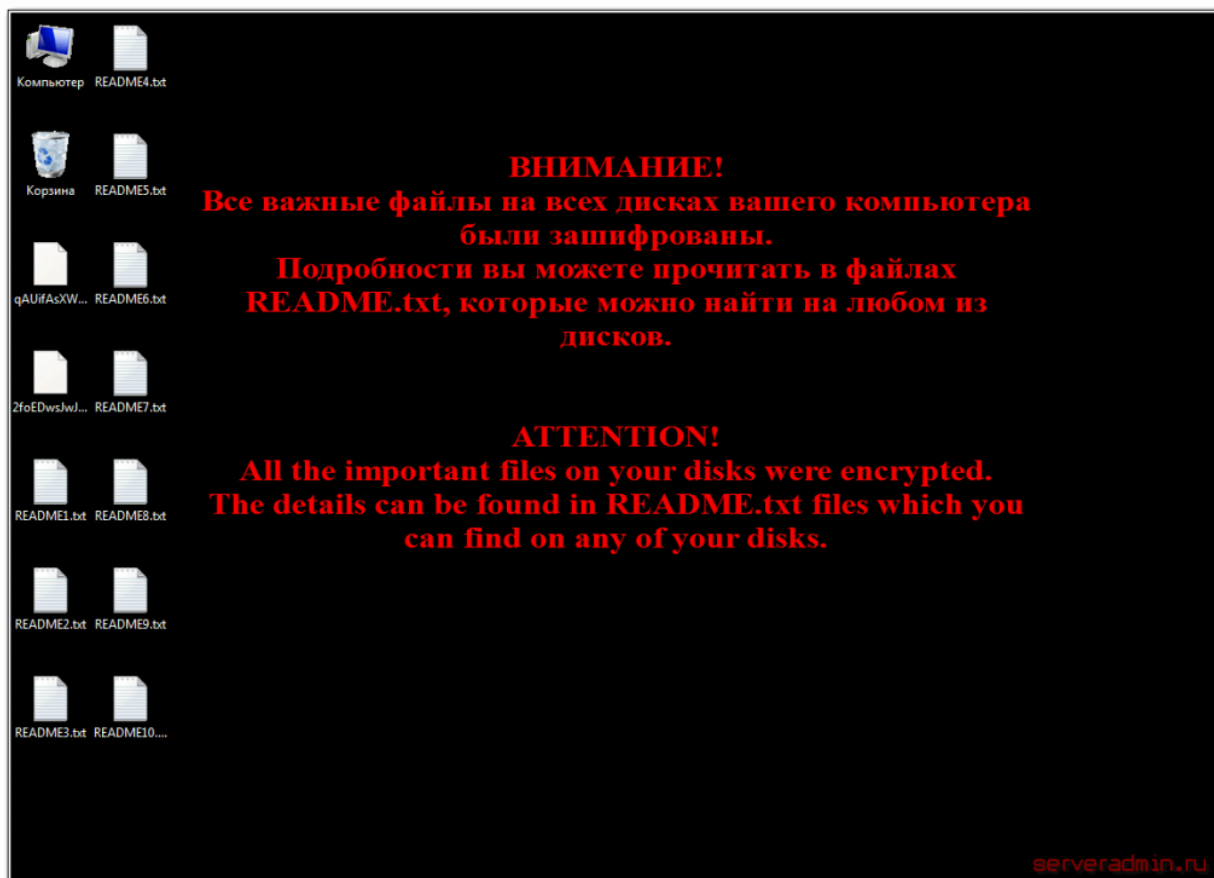 Компьютер README4.txt
Корзина README5.txt
qAUifAsXW... README6.txt
2foEDwsJwJ... README7.txt
README1.txt README8.txt
README2.txt README9.txt
README3.txt README10....
ВНИМАНИЕ!
Все важные файлы на всех дисках вашего компьютера
были зашифрованы.
Подробности вы можете прочитать в файлах
README.txt, которые можно найти на любом из
дисков.
ATTENTION!
All the important files on your disks were encrypted.
The details can be found in README.txt files which you
can find on any of your disks.
serveradmin.ru